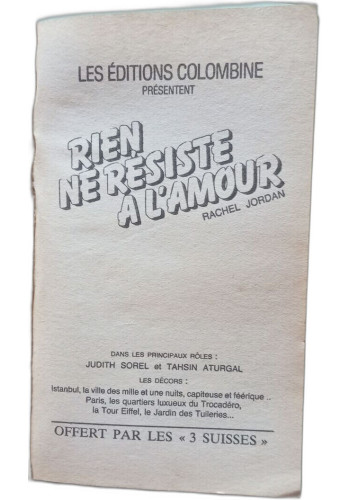 LES ÉDITIONS COLOMBINE
PRÉSENTENT
RIEN
NE RÉSISTE
A L'AMOUR
RACHEL JORDAN
DANS LES PRINCIPAUX RÔLES :
JUDITH SOREL et TAHSIN ATURGAL
LES DÉCORS :
Istanbul, la ville des mille et une nuits, capiteuse et féérique ..
Paris, les quartiers luxueux du Trocadéro,
la Tour Eiffel, le Jardin des Tuileries...
OFFERT PAR LES « 3 SUISSES »